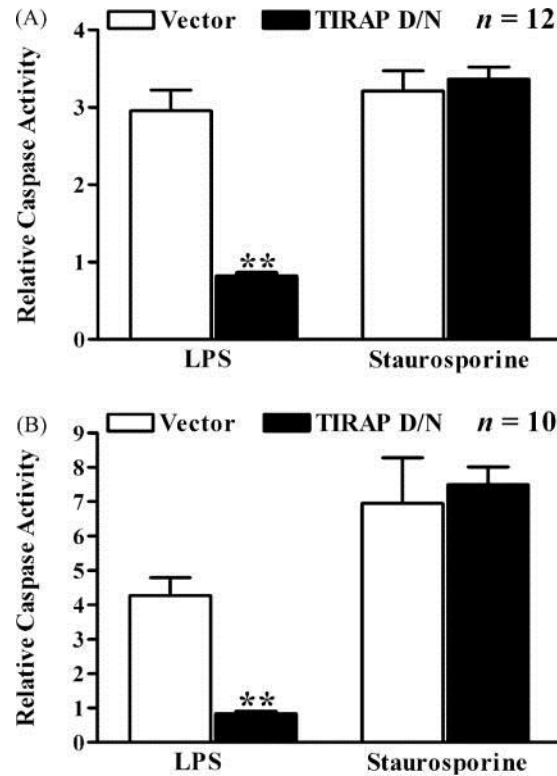 (A) Vector TIRAP D/N n = 12
Relative Caspase Activity
4
3
2
1
0
**
LPS Staurosporine
(B) Vector TIRAP D/N n = 10
Relative Caspase Activity
9
8
7
6
5
4
3
2
1
0
**
LPS Staurosporine